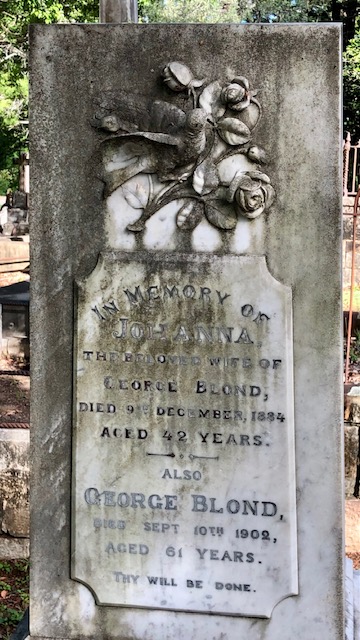 IN MEMORY OF
JOHANNA
THE BELOVED WIFE OF
GEORGE BLOND,
DIED 9TH DECEMBER, 1884
AGED 42 YEARS.
ALSO
GEORGE BLOND,
DIED SEPT 10TH 1902,
AGED 61 YEARS.
THY WILL BE DONE.